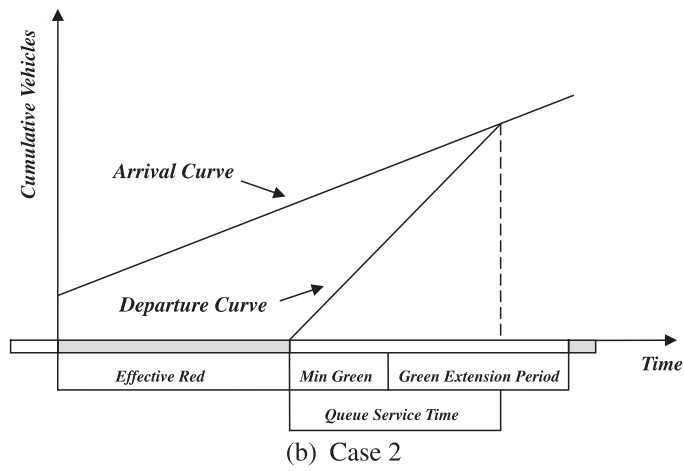 Cumulative Vehicles
Arrival Curve
Departure Curve
Time
Effective Red
Min Green
Green Extension Period
Queue Service Time
(b) Case 2